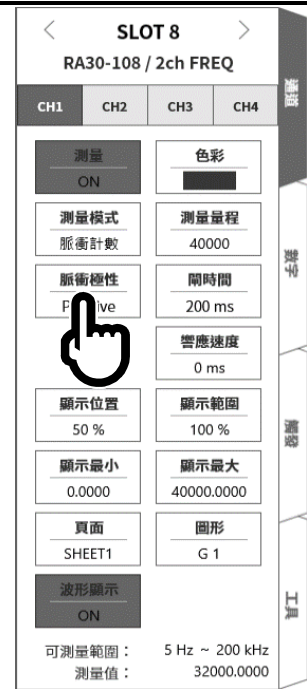 SLOT 8
RA30-108 / 2ch FREQ
CH1 CH2 CH3 CH4
測量 色彩
ON
測量模式 測量量程
脈衝計數 40000
脈衝極性 閘時間
200 ms
響應速度
0 ms
顯示位置 顯示範圍
50 % 100 %
顯示最小 顯示最大
0.0000 40000.0000
頁面 圖形
SHEET1 G 1
波形顯示
ON
可測量範圍： 5 Hz ~ 200 kHz
測量值： 32000.0000
通道
數字
觸發
工具